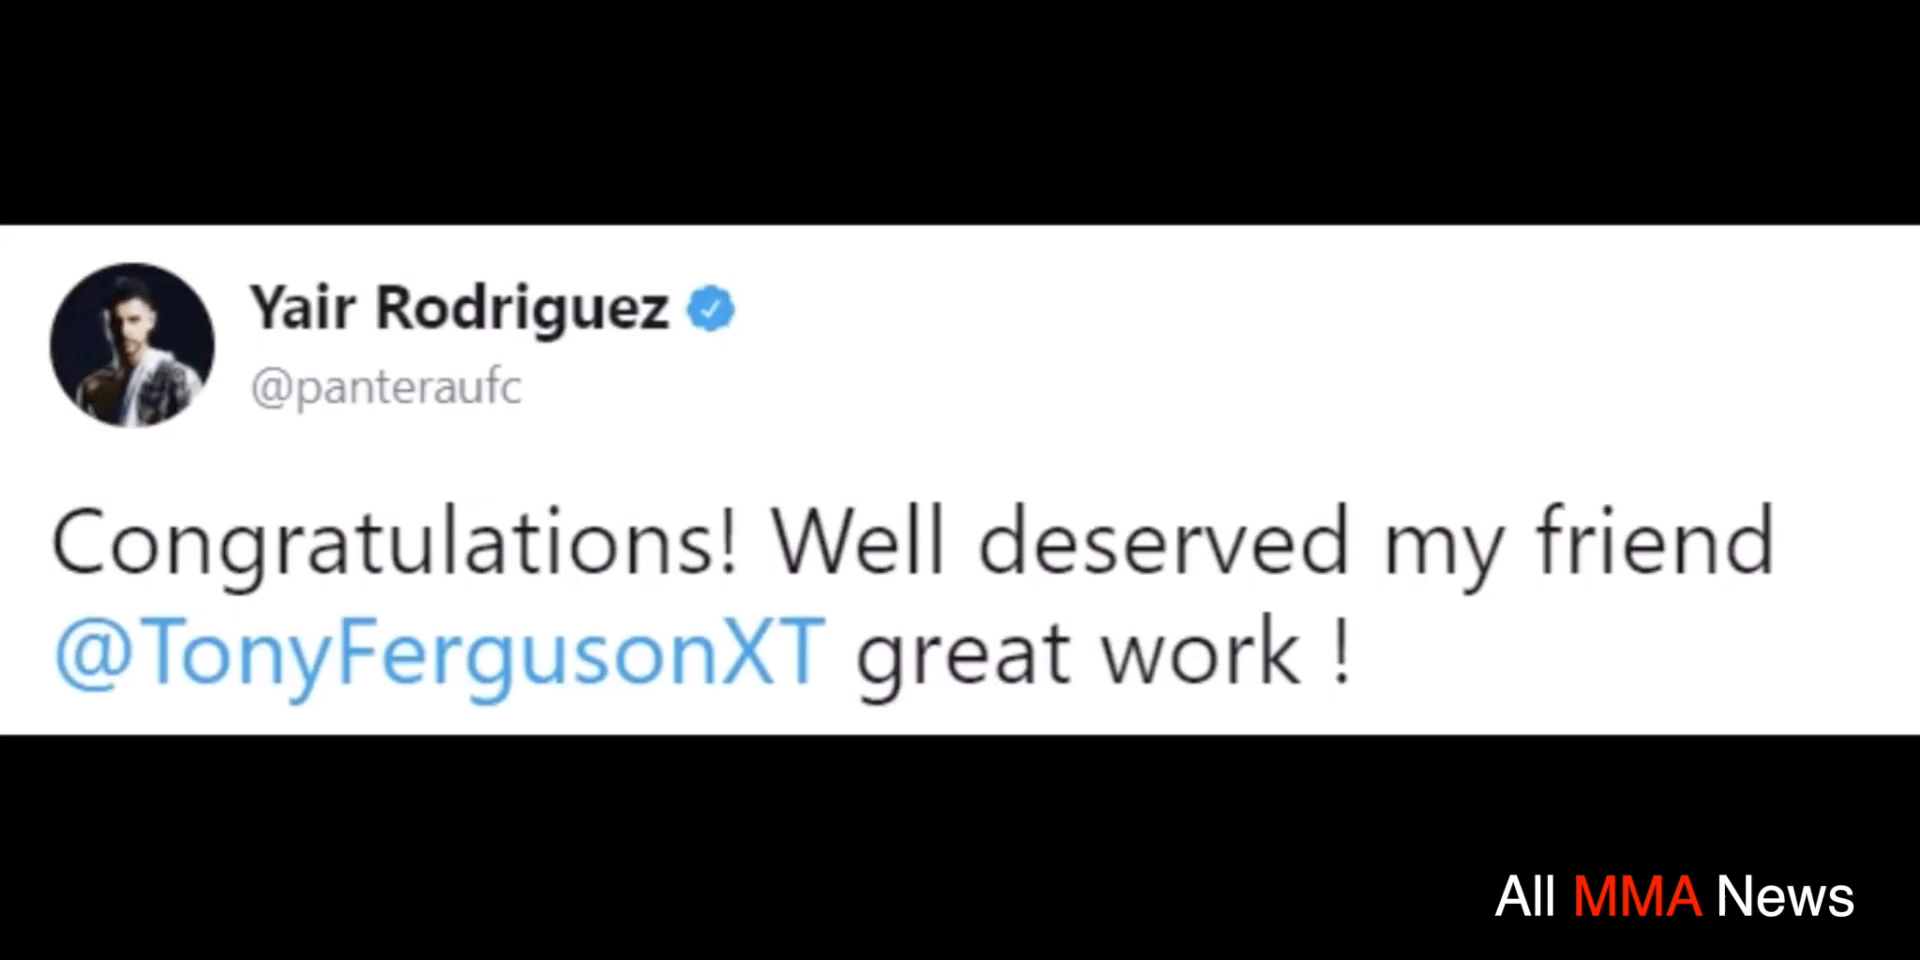 Yair Rodriguez
@panteraufc
Congratulations! Well deserved my friend
@TonyFergusonXT great work !
All MMA News